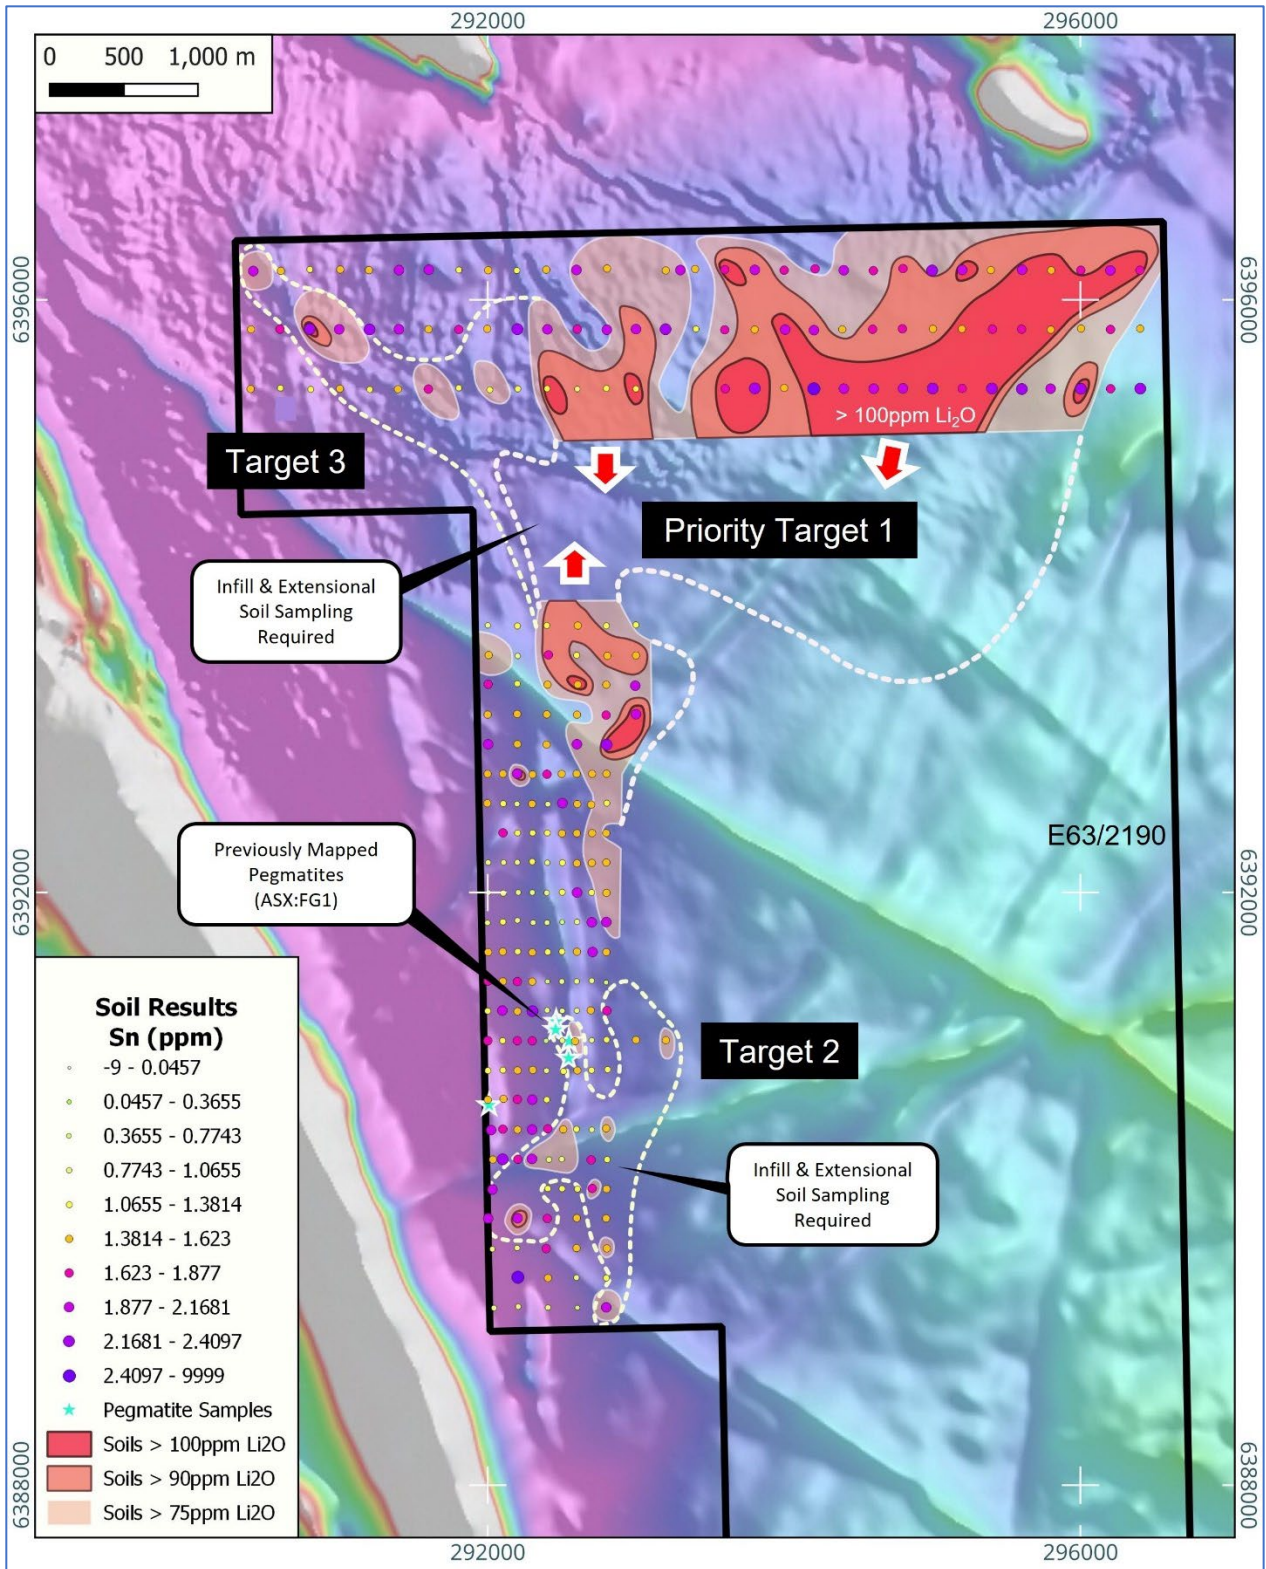 292000
296000
0 500 1,000 m
6396000
6396000
> 100ppm Li₂O
Target 3
Priority Target 1
Infill & Extensional
Soil Sampling
Required
E63/2190
Previously Mapped
Pegmatites
(ASX:FG1)
6392000
6392000
Target 2
Infill & Extensional
Soil Sampling
Required
Soil Results
Sn (ppm)
-9 - 0.0457
0.0457 - 0.3655
0.3655 - 0.7743
0.7743 - 1.0655
1.0655 - 1.3814
1.3814 - 1.623
1.623 - 1.877
1.877 - 2.1681
2.1681 - 2.4097
2.4097 - 9999
Pegmatite Samples
Soils > 100ppm Li2O
Soils > 90ppm Li2O
Soils > 75ppm Li2O
6388000
6388000
292000
296000